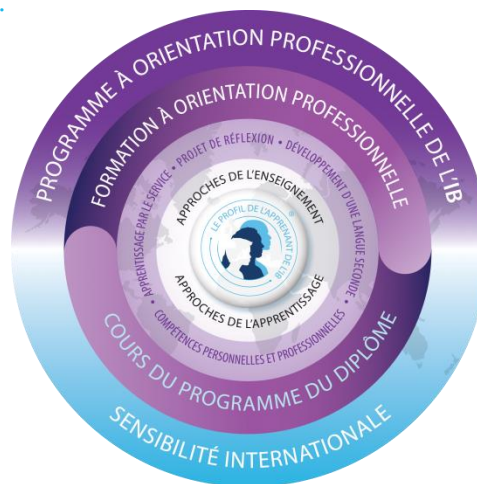 PROGRAMME À ORIENTATION PROFESSIONNELLE DE L'IB
FORMATION À ORIENTATION PROFESSIONNELLE
APPRENTISSAGE PAR LE SERVICE • PROJET DE RÉFLEXION • DÉVELOPPEMENT D'UNE LANGUE SECONDE •
APPROCHES DE L'ENSEIGNEMENT
LE PROFIL DE L'APPRENANT DE L'IB
®
APPROCHES DE L'APPRENTISSAGE
• COMPÉTENCES PERSONNELLES ET PROFESSIONNELLES
COURS DU PROGRAMME DU DIPLÔME
SENSIBILITÉ INTERNATIONALE